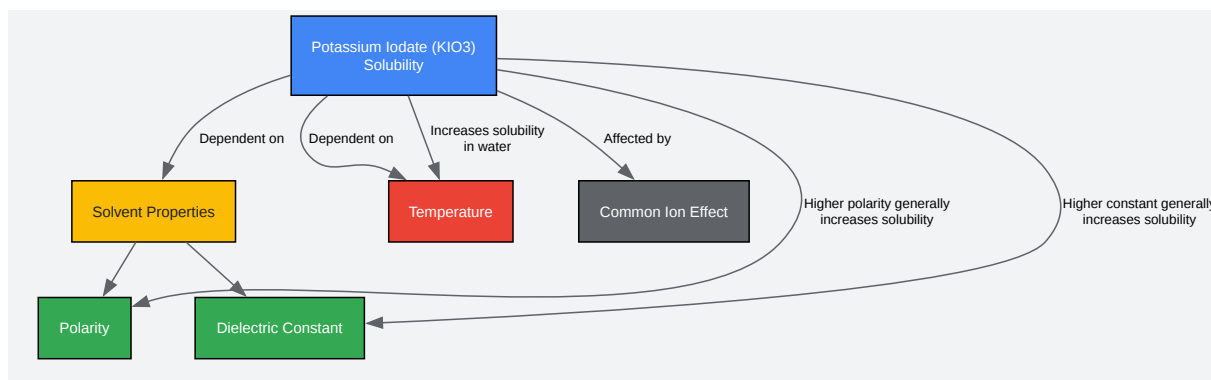 Potassium Iodate (KIO3)
Solubility
Dependent on
Dependent on
Increases solubility
in water
Affected by
Solvent Properties
Temperature
Common Ion Effect
Higher polarity generally
increases solubility
Higher constant generally
increases solubility
Polarity
Dielectric Constant